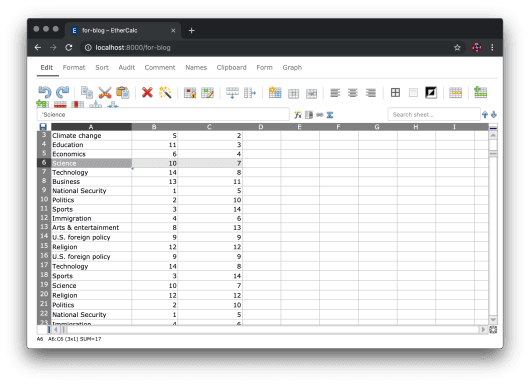 for-blog – EtherCalc
localhost:8000/for-blog
Edit Format Sort Audit Comment Names Clipboard Form Graph
'Science
Search sheet...
A B C D E F G H I
3 Climate change 5 2
4 Education 11 3
5 Economics 6 4
6 Science 10 7
7 Technology 14 8
8 Business 13 11
9 National Security 1 5
10 Politics 2 10
11 Sports 3 14
12 Immigration 4 6
13 Arts & entertainment 8 13
14 U.S. foreign policy 9 9
15 Religion 12 12
16 U.S. foreign policy 9 9
17 Technology 14 8
18 Sports 3 14
19 Science 10 7
20 Religion 12 12
21 Politics 2 10
22 National Security 1 5
23 Immigration 4 6
A6 A6:C6 (3x1) SUM=17